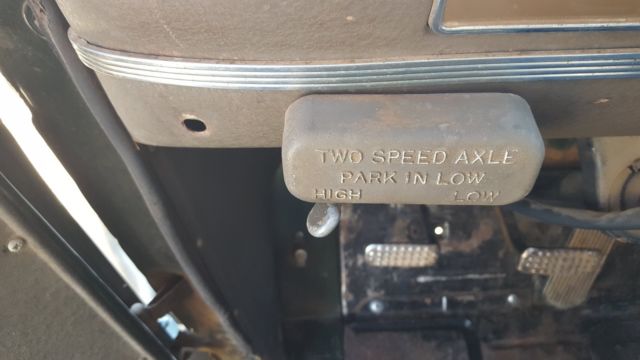 TWO SPEED AXLE
PARK IN LOW
HIGH LOW